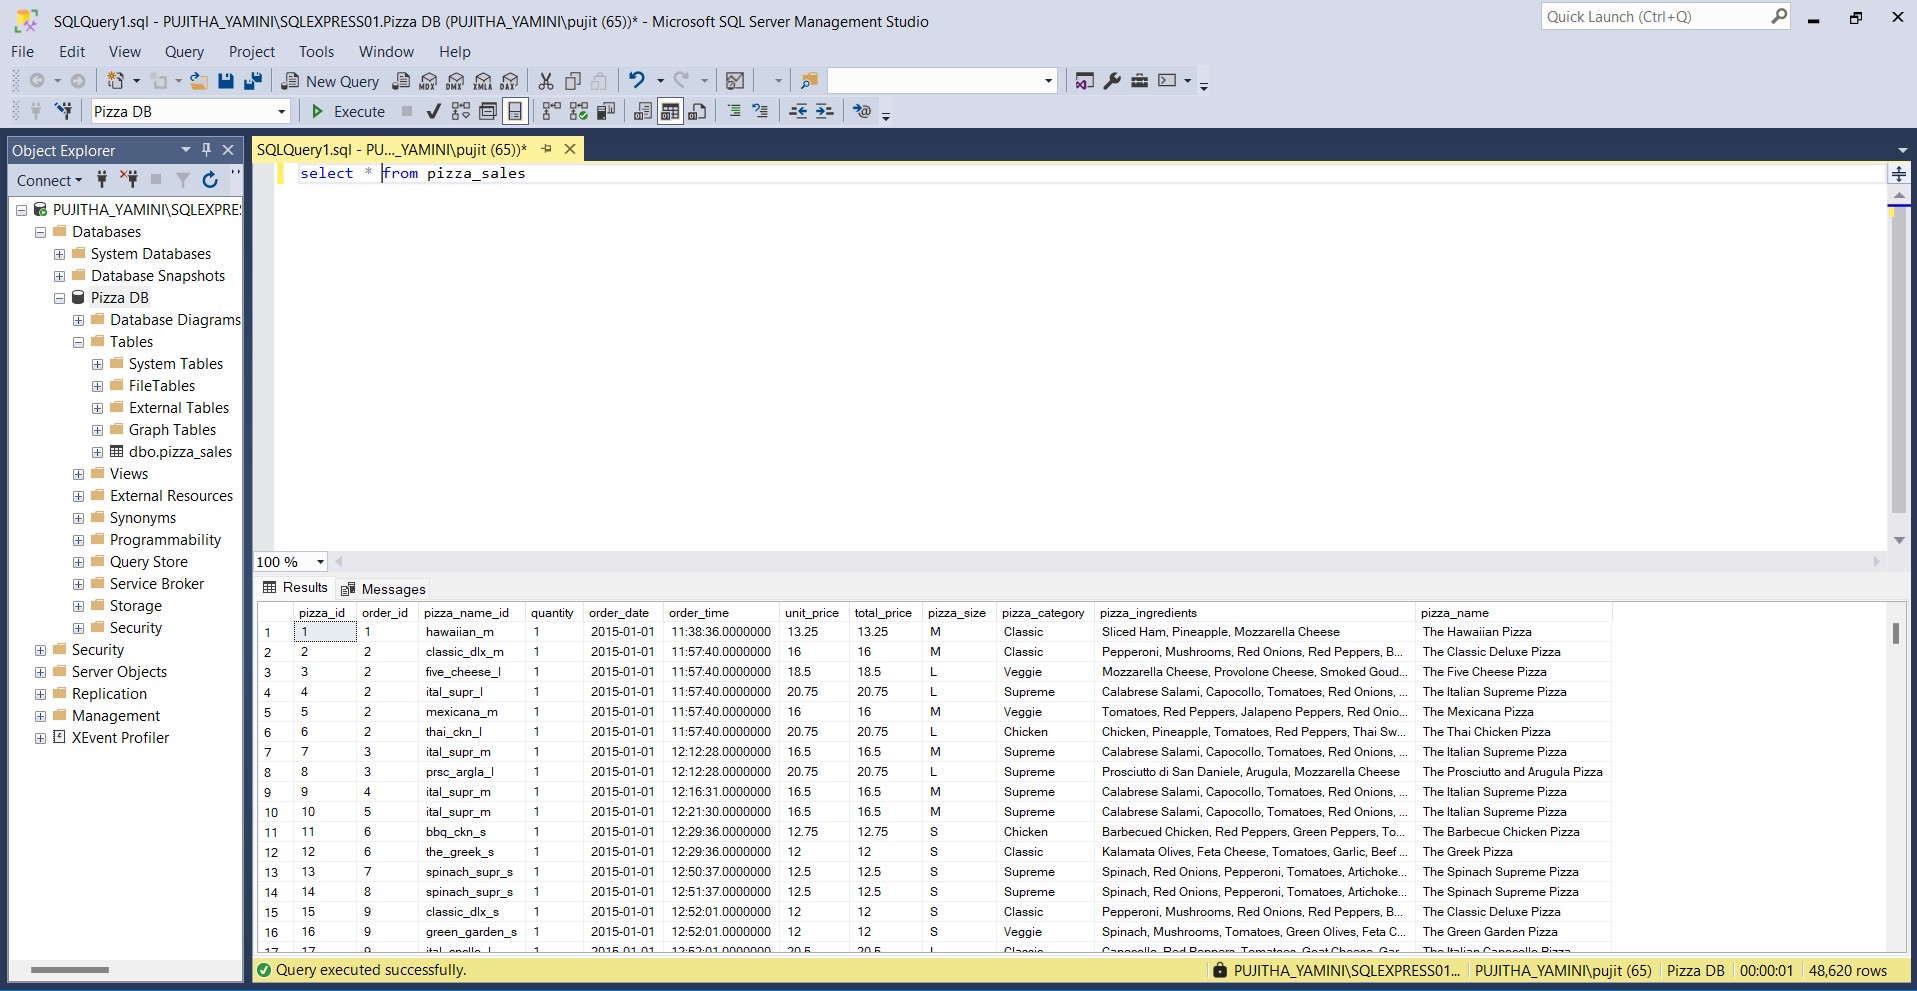 SQLQuery1.sql - PUJITHA_YAMINI\SQLEXPRESS01.Pizza DB (PUJITHA_YAMINI\pujit (65))* - Microsoft SQL Server Management Studio
Quick Launch (Ctrl+Q)
File Edit View Query Project Tools Window Help
New Query MDX DMX XMLA DAX
Pizza DB Execute
Object Explorer
Connect
PUJITHA_YAMINI\SQLEXPRES
Databases
System Databases
Database Snapshots
Pizza DB
Database Diagrams
Tables
System Tables
FileTables
External Tables
Graph Tables
dbo.pizza_sales
Views
External Resources
Synonyms
Programmability
Query Store
Service Broker
Storage
Security
Security
Server Objects
Replication
Management
XEvent Profiler
SQLQuery1.sql - PU..._YAMINI\pujit (65))*
select * from pizza_sales
100 %
Results Messages
pizza_id order_id pizza_name_id quantity order_date order_time unit_price total_price pizza_size pizza_category pizza_ingredients pizza_name
1 1 1 hawaiian_m 1 2015-01-01 11:38:36.0000000 13.25 13.25 M Classic Sliced Ham, Pineapple, Mozzarella Cheese The Hawaiian Pizza
2 2 2 classic_dlx_m 1 2015-01-01 11:57:40.0000000 16 16 M Classic Pepperoni, Mushrooms, Red Onions, Red Peppers, B... The Classic Deluxe Pizza
3 3 2 five_cheese_l 1 2015-01-01 11:57:40.0000000 18.5 18.5 L Veggie Mozzarella Cheese, Provolone Cheese, Smoked Goud... The Five Cheese Pizza
4 4 2 ital_supr_l 1 2015-01-01 11:57:40.0000000 20.75 20.75 L Supreme Calabrese Salami, Capocollo, Tomatoes, Red Onions, ... The Italian Supreme Pizza
5 5 2 mexicana_m 1 2015-01-01 11:57:40.0000000 16 16 M Veggie Tomatoes, Red Peppers, Jalapeno Peppers, Red Onio... The Mexicana Pizza
6 6 2 thai_ckn_l 1 2015-01-01 11:57:40.0000000 20.75 20.75 L Chicken Chicken, Pineapple, Tomatoes, Red Peppers, Thai Sw... The Thai Chicken Pizza
7 7 3 ital_supr_m 1 2015-01-01 12:12:28.0000000 16.5 16.5 M Supreme Calabrese Salami, Capocollo, Tomatoes, Red Onions, ... The Italian Supreme Pizza
8 8 3 prsc_argla_l 1 2015-01-01 12:12:28.0000000 20.75 20.75 L Supreme Prosciutto di San Daniele, Arugula, Mozzarella Cheese The Prosciutto and Arugula Pizza
9 9 4 ital_supr_m 1 2015-01-01 12:16:31.0000000 16.5 16.5 M Supreme Calabrese Salami, Capocollo, Tomatoes, Red Onions, ... The Italian Supreme Pizza
10 10 5 ital_supr_m 1 2015-01-01 12:21:30.0000000 16.5 16.5 M Supreme Calabrese Salami, Capocollo, Tomatoes, Red Onions, ... The Italian Supreme Pizza
11 11 6 bbq_ckn_s 1 2015-01-01 12:29:36.0000000 12.75 12.75 S Chicken Barbecued Chicken, Red Peppers, Green Peppers, To... The Barbecue Chicken Pizza
12 12 6 the_greek_s 1 2015-01-01 12:29:36.0000000 12 12 S Classic Kalamata Olives, Feta Cheese, Tomatoes, Garlic, Beef ... The Greek Pizza
13 13 7 spinach_supr_s 1 2015-01-01 12:50:37.0000000 12.5 12.5 S Supreme Spinach, Red Onions, Pepperoni, Tomatoes, Artichoke... The Spinach Supreme Pizza
14 14 8 spinach_supr_s 1 2015-01-01 12:51:37.0000000 12.5 12.5 S Supreme Spinach, Red Onions, Pepperoni, Tomatoes, Artichoke... The Spinach Supreme Pizza
15 15 9 classic_dlx_s 1 2015-01-01 12:52:01.0000000 12 12 S Classic Pepperoni, Mushrooms, Red Onions, Red Peppers, B... The Classic Deluxe Pizza
16 16 9 green_garden_s 1 2015-01-01 12:52:01.0000000 12 12 S Veggie Spinach, Mushrooms, Tomatoes, Green Olives, Feta C... The Green Garden Pizza
Query executed successfully. PUJITHA_YAMINI\SQLEXPRESS01... PUJITHA_YAMINI\pujit (65) Pizza DB 00:00:01 48,620 rows